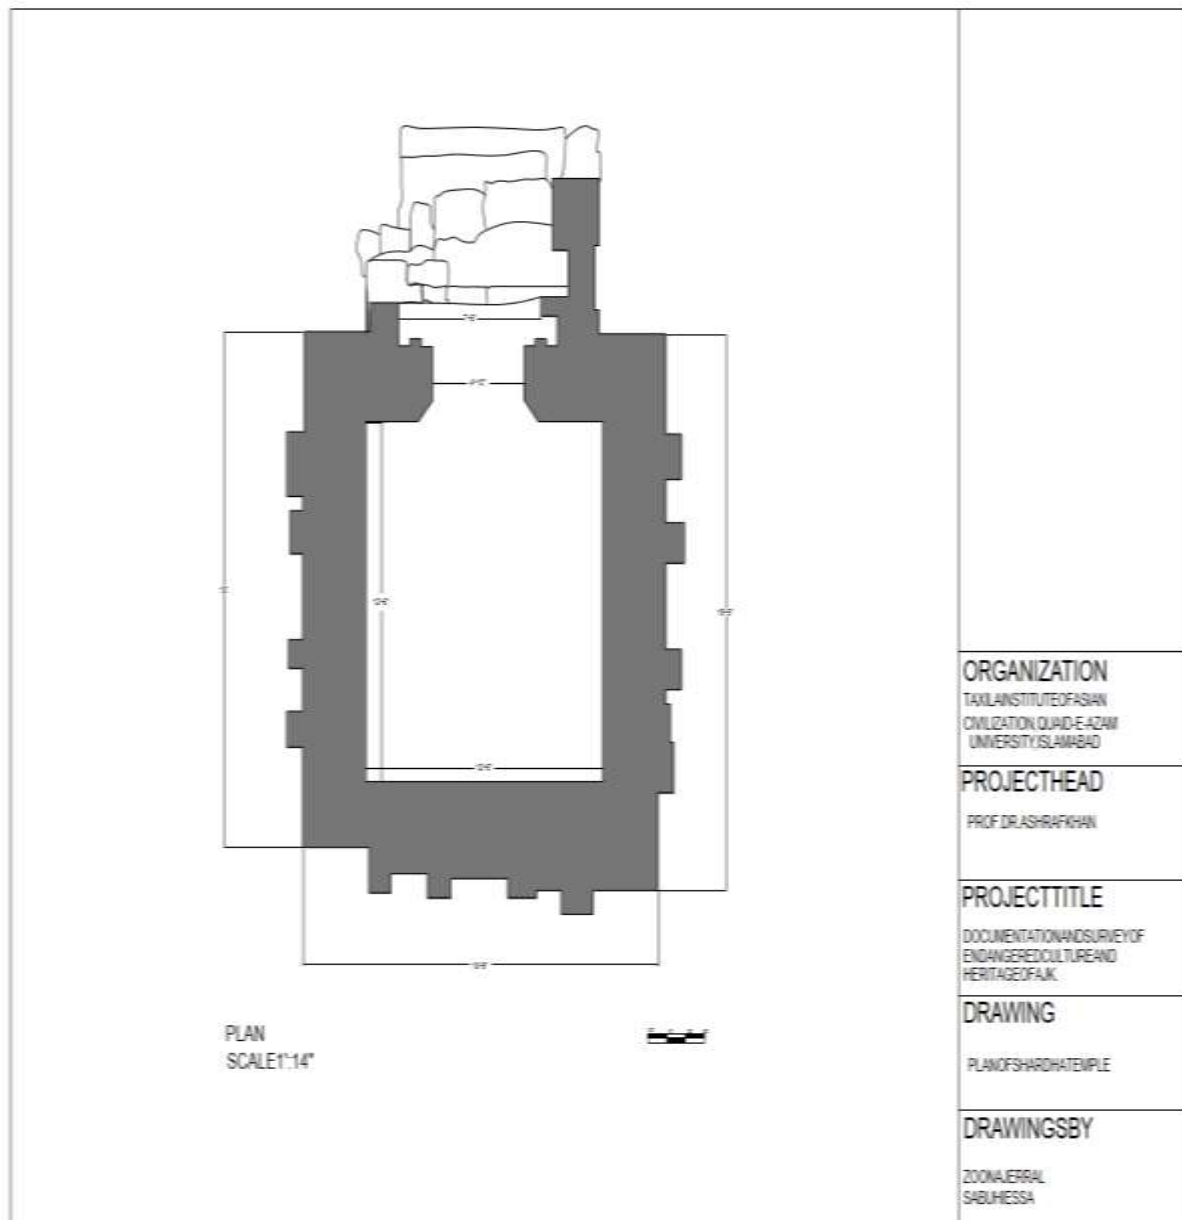 PLAN
SCALE1":14"
ORGANIZATION
TAXILAINSTITUTEOFASIAN
CIVILIZATION,QUAID-E-AZAM
UNIVERSITY,ISLAMABAD
PROJECTHEAD
PROF.DR.ASHRAFKHAN
PROJECTTITLE
DOCUMENTATIONANDSURVEYOF
ENDANGEREDCULTUREAND
HERITAGEOFAJK.
DRAWING
PLANOFSHARDHATEMPLE
DRAWINGSBY
ZOONAJERRAL
SABUHIESSA